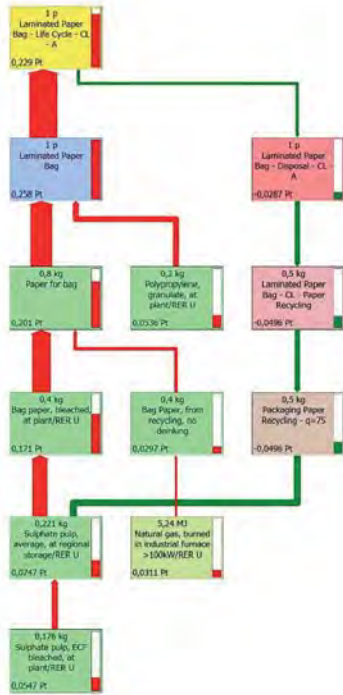 1 p
Laminated Paper
Bag - Life Cycle - CL
- A
0,229 Pt
1 p
Laminated Paper
Bag
0,258 Pt
1 p
Laminated Paper
Bag - Disposal - CL -
A
-0,0287 Pt
0,8 kg
Paper for bag
0,201 Pt
0,2 kg
Polypropylene,
granulate, at
plant/RER U
0,0536 Pt
0,5 kg
Laminated Paper
Bag - CL - Paper
Recycling
-0,0496 Pt
0,4 kg
Bag paper, bleached,
at plant/RER U
0,171 Pt
0,4 kg
Bag Paper, from
recycling, no
deinking
0,0297 Pt
0,5 kg
Packaging Paper
Recycling - q=75
-0,0496 Pt
0,221 kg
Sulphate pulp,
average, at regional
storage/RER U
0,0747 Pt
5,24 MJ
Natural gas, burned
in industrial furnace
>100kW/RER U
0,0311 Pt
0,176 kg
Sulphate pulp, ECF
bleached, at
plant/RER U
0,0547 Pt